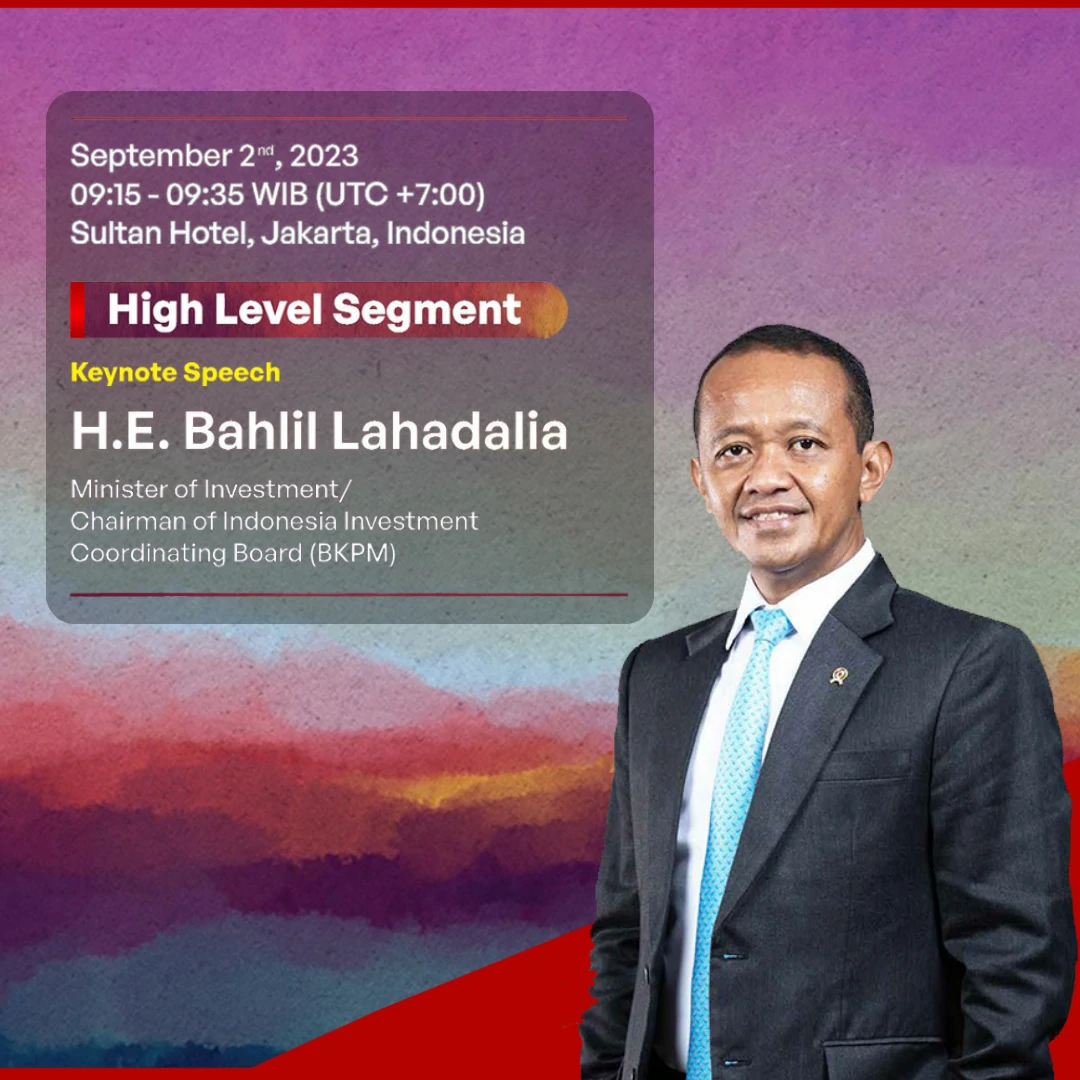 September 2nd, 2023
09:15 - 09:35 WIB (UTC +7:00)
Sultan Hotel, Jakarta, Indonesia
High Level Segment
Keynote Speech
H.E. Bahlil Lahadalia
Minister of Investment/
Chairman of Indonesia Investment
Coordinating Board (BKPM)